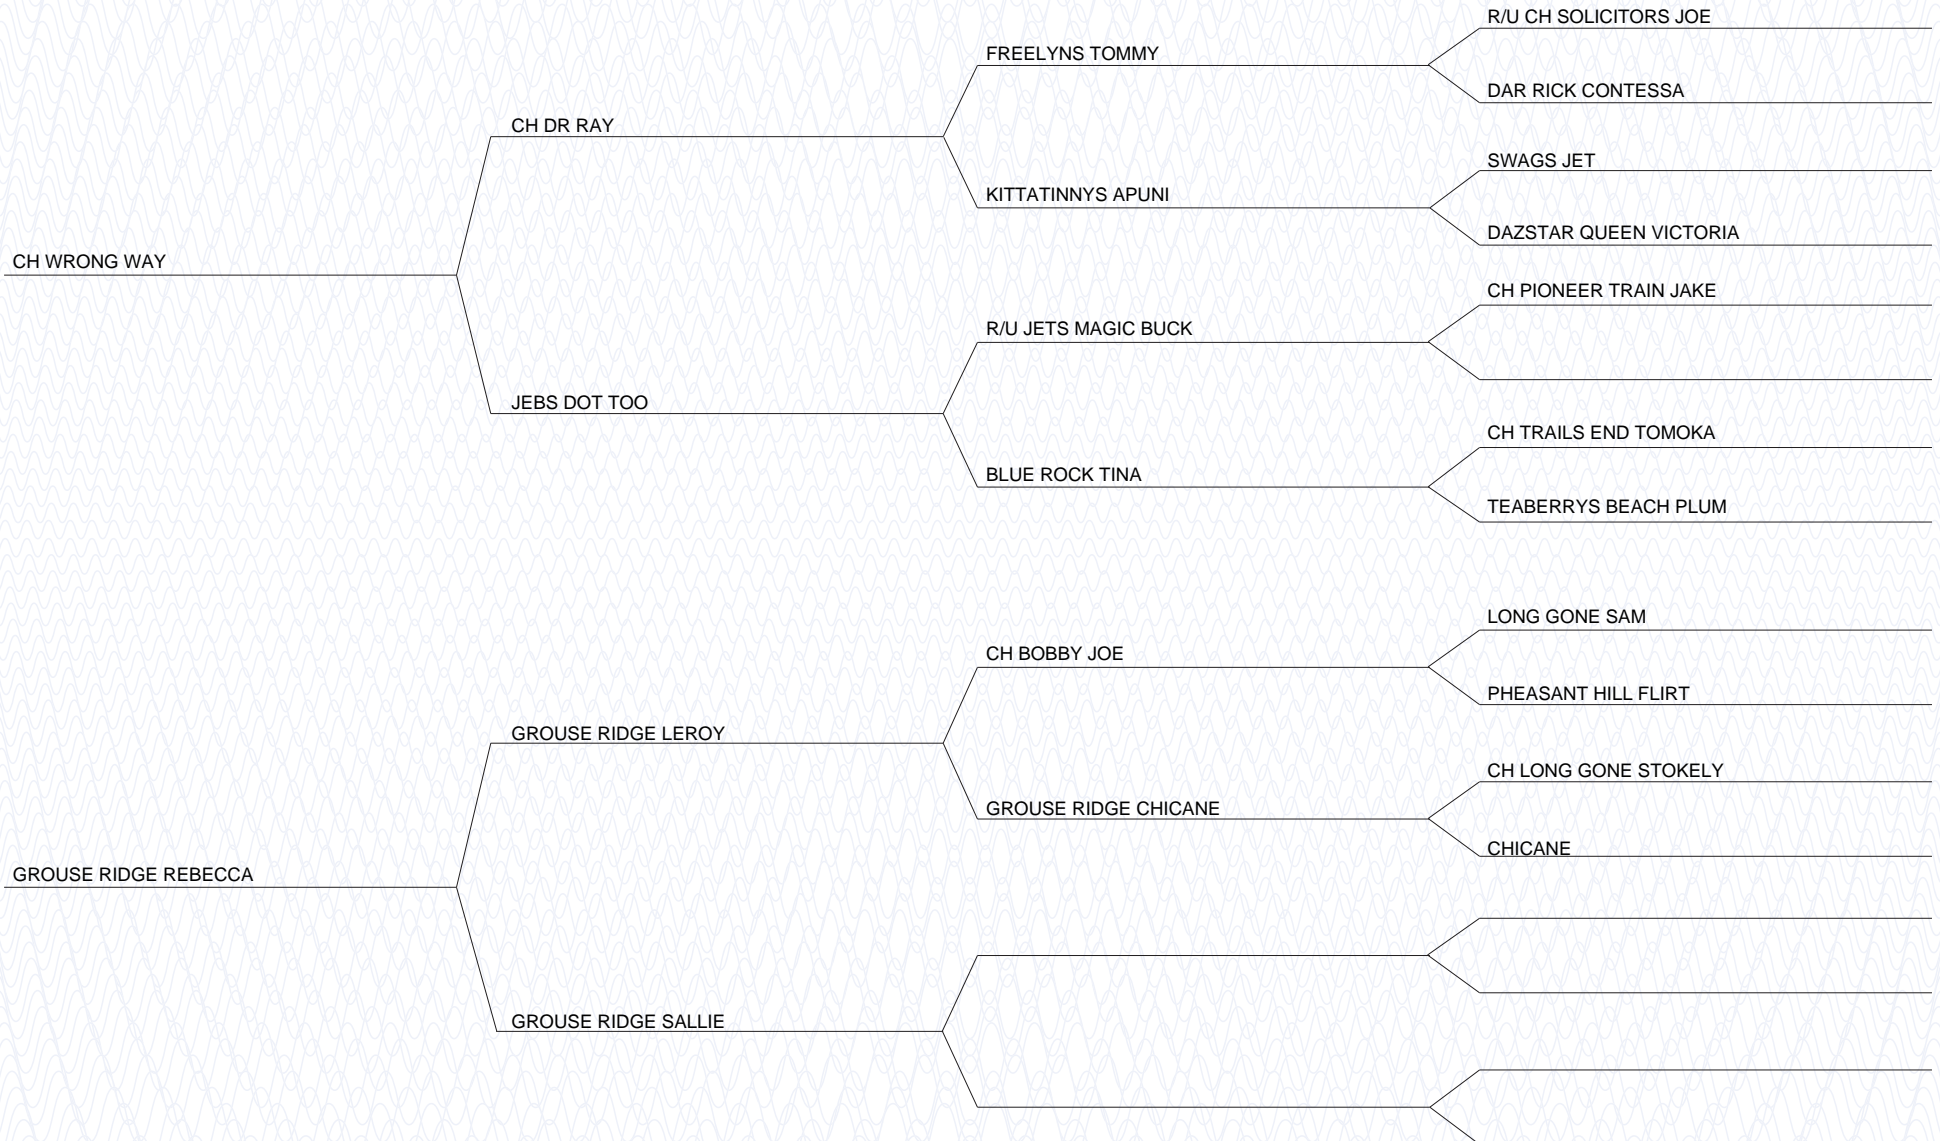 R/U CH SOLICITORS JOE
FREELYNS TOMMY
DAR RICK CONTESSA
CH DR RAY
SWAGS JET
KITTATINNYS APUNI
DAZSTAR QUEEN VICTORIA
CH WRONG WAY
CH PIONEER TRAIN JAKE
R/U JETS MAGIC BUCK
JEBS DOT TOO
CH TRAILS END TOMOKA
BLUE ROCK TINA
TEABERRYS BEACH PLUM
LONG GONE SAM
CH BOBBY JOE
PHEASANT HILL FLIRT
GROUSE RIDGE LEROY
CH LONG GONE STOKELY
GROUSE RIDGE CHICANE
CHICANE
GROUSE RIDGE REBECCA
GROUSE RIDGE SALLIE